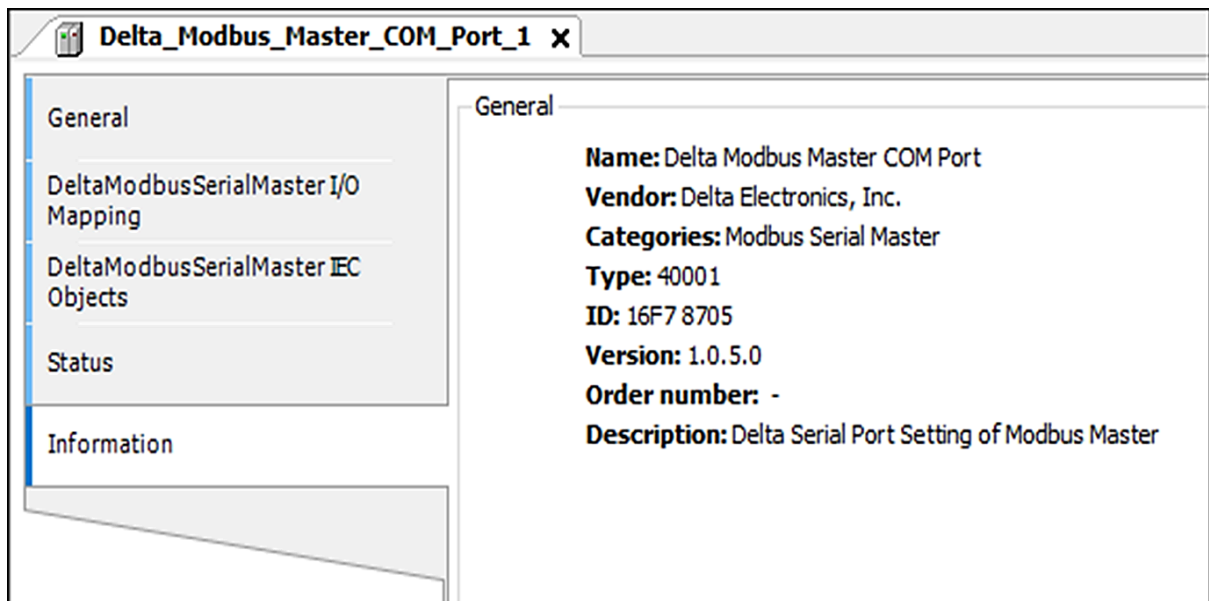 Delta_Modbus_Master_COM_Port_1 X
General
DeltaModbusSerialMaster I/O
Mapping
DeltaModbusSerialMaster IEC
Objects
Status
Information
General
Name: Delta Modbus Master COM Port
Vendor: Delta Electronics, Inc.
Categories: Modbus Serial Master
Type: 40001
ID: 16F7 8705
Version: 1.0.5.0
Order number: -
Description: Delta Serial Port Setting of Modbus Master